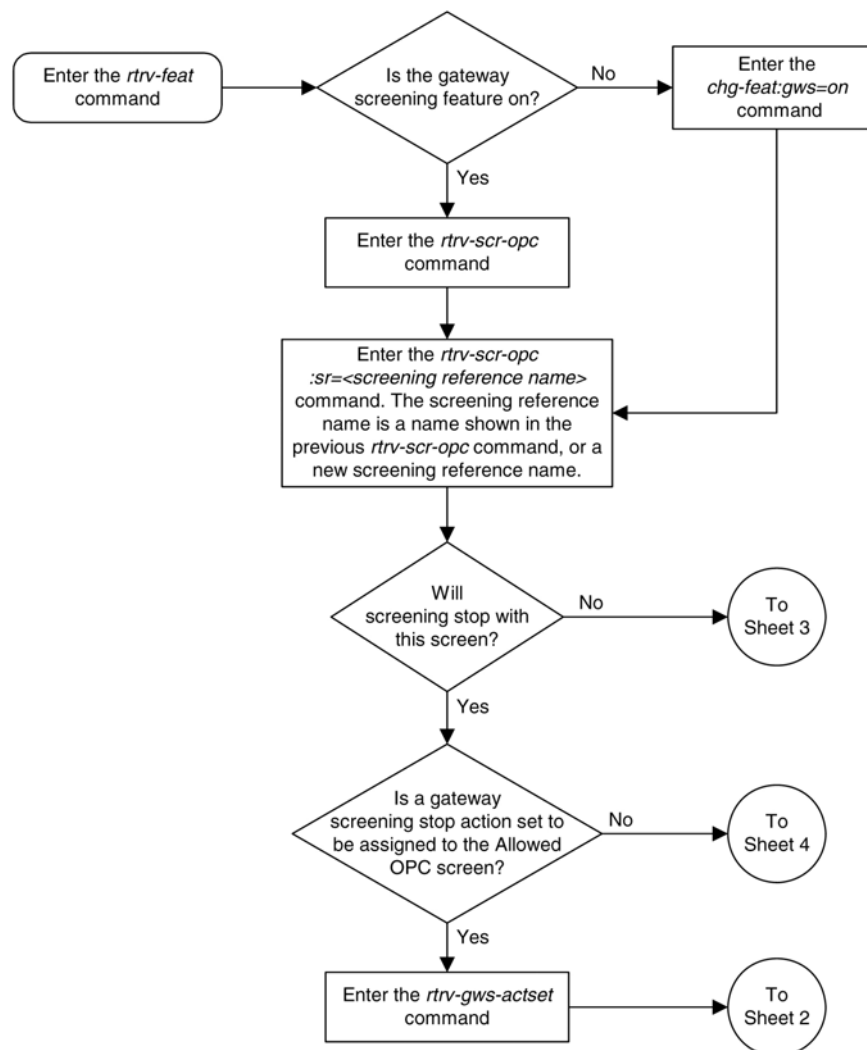 Enter the rtrv-feat
command
Is the gateway
screening feature on?
No
Enter the
chg-feat:gws=on
command
Yes
Enter the rtrv-scr-opc
command
Enter the rtrv-scr-opc
:sr=<screening reference name>
command. The screening reference
name is a name shown in the
previous rtrv-scr-opc command, or a
new screening reference name.
Will
screening stop with
this screen?
No
To
Sheet 3
Yes
Is a gateway
screening stop action set to
be assigned to the Allowed
OPC screen?
No
To
Sheet 4
Yes
Enter the rtrv-gws-actset
command
To
Sheet 2